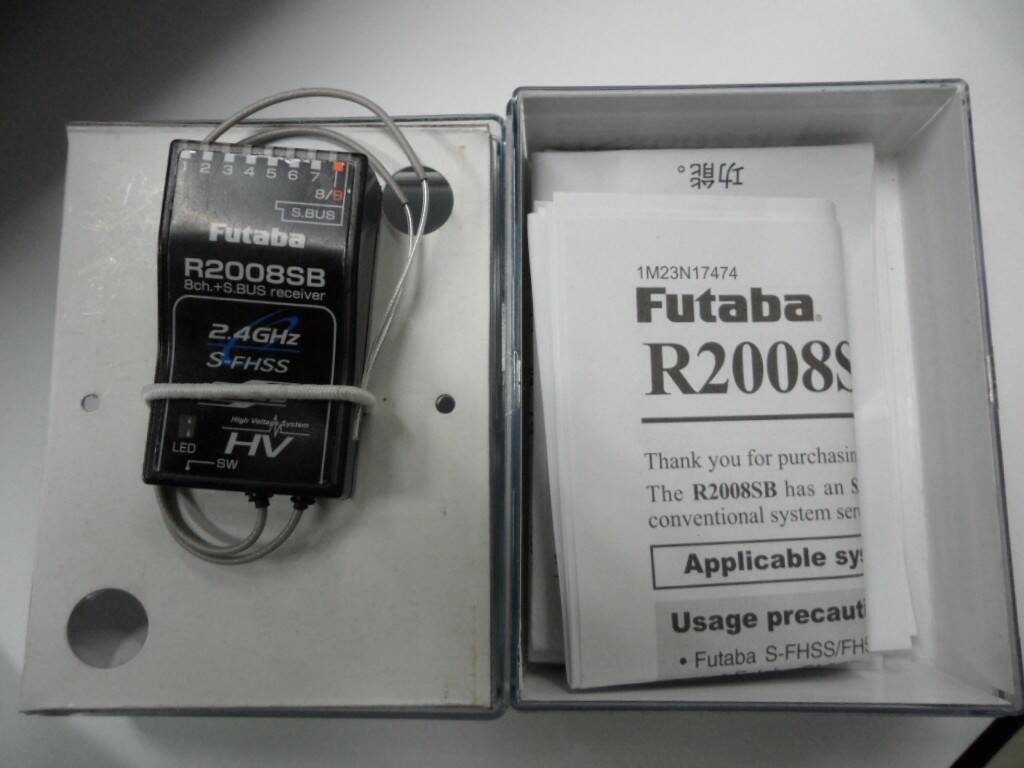 1 2 3 4 5 6 7
8/B
S.BUS
Futaba
R2008SB
8ch.+S.BUS receiver
2.4GHz
S-FHSS
High Voltage System
HV
LED
SW
功能。
1M23N17474
Futaba®
R2008S
Thank you for purchasin
The R2008SB has an S
conventional system ser
Applicable sys
Usage precauti
• Futaba S-FHSS/FHS